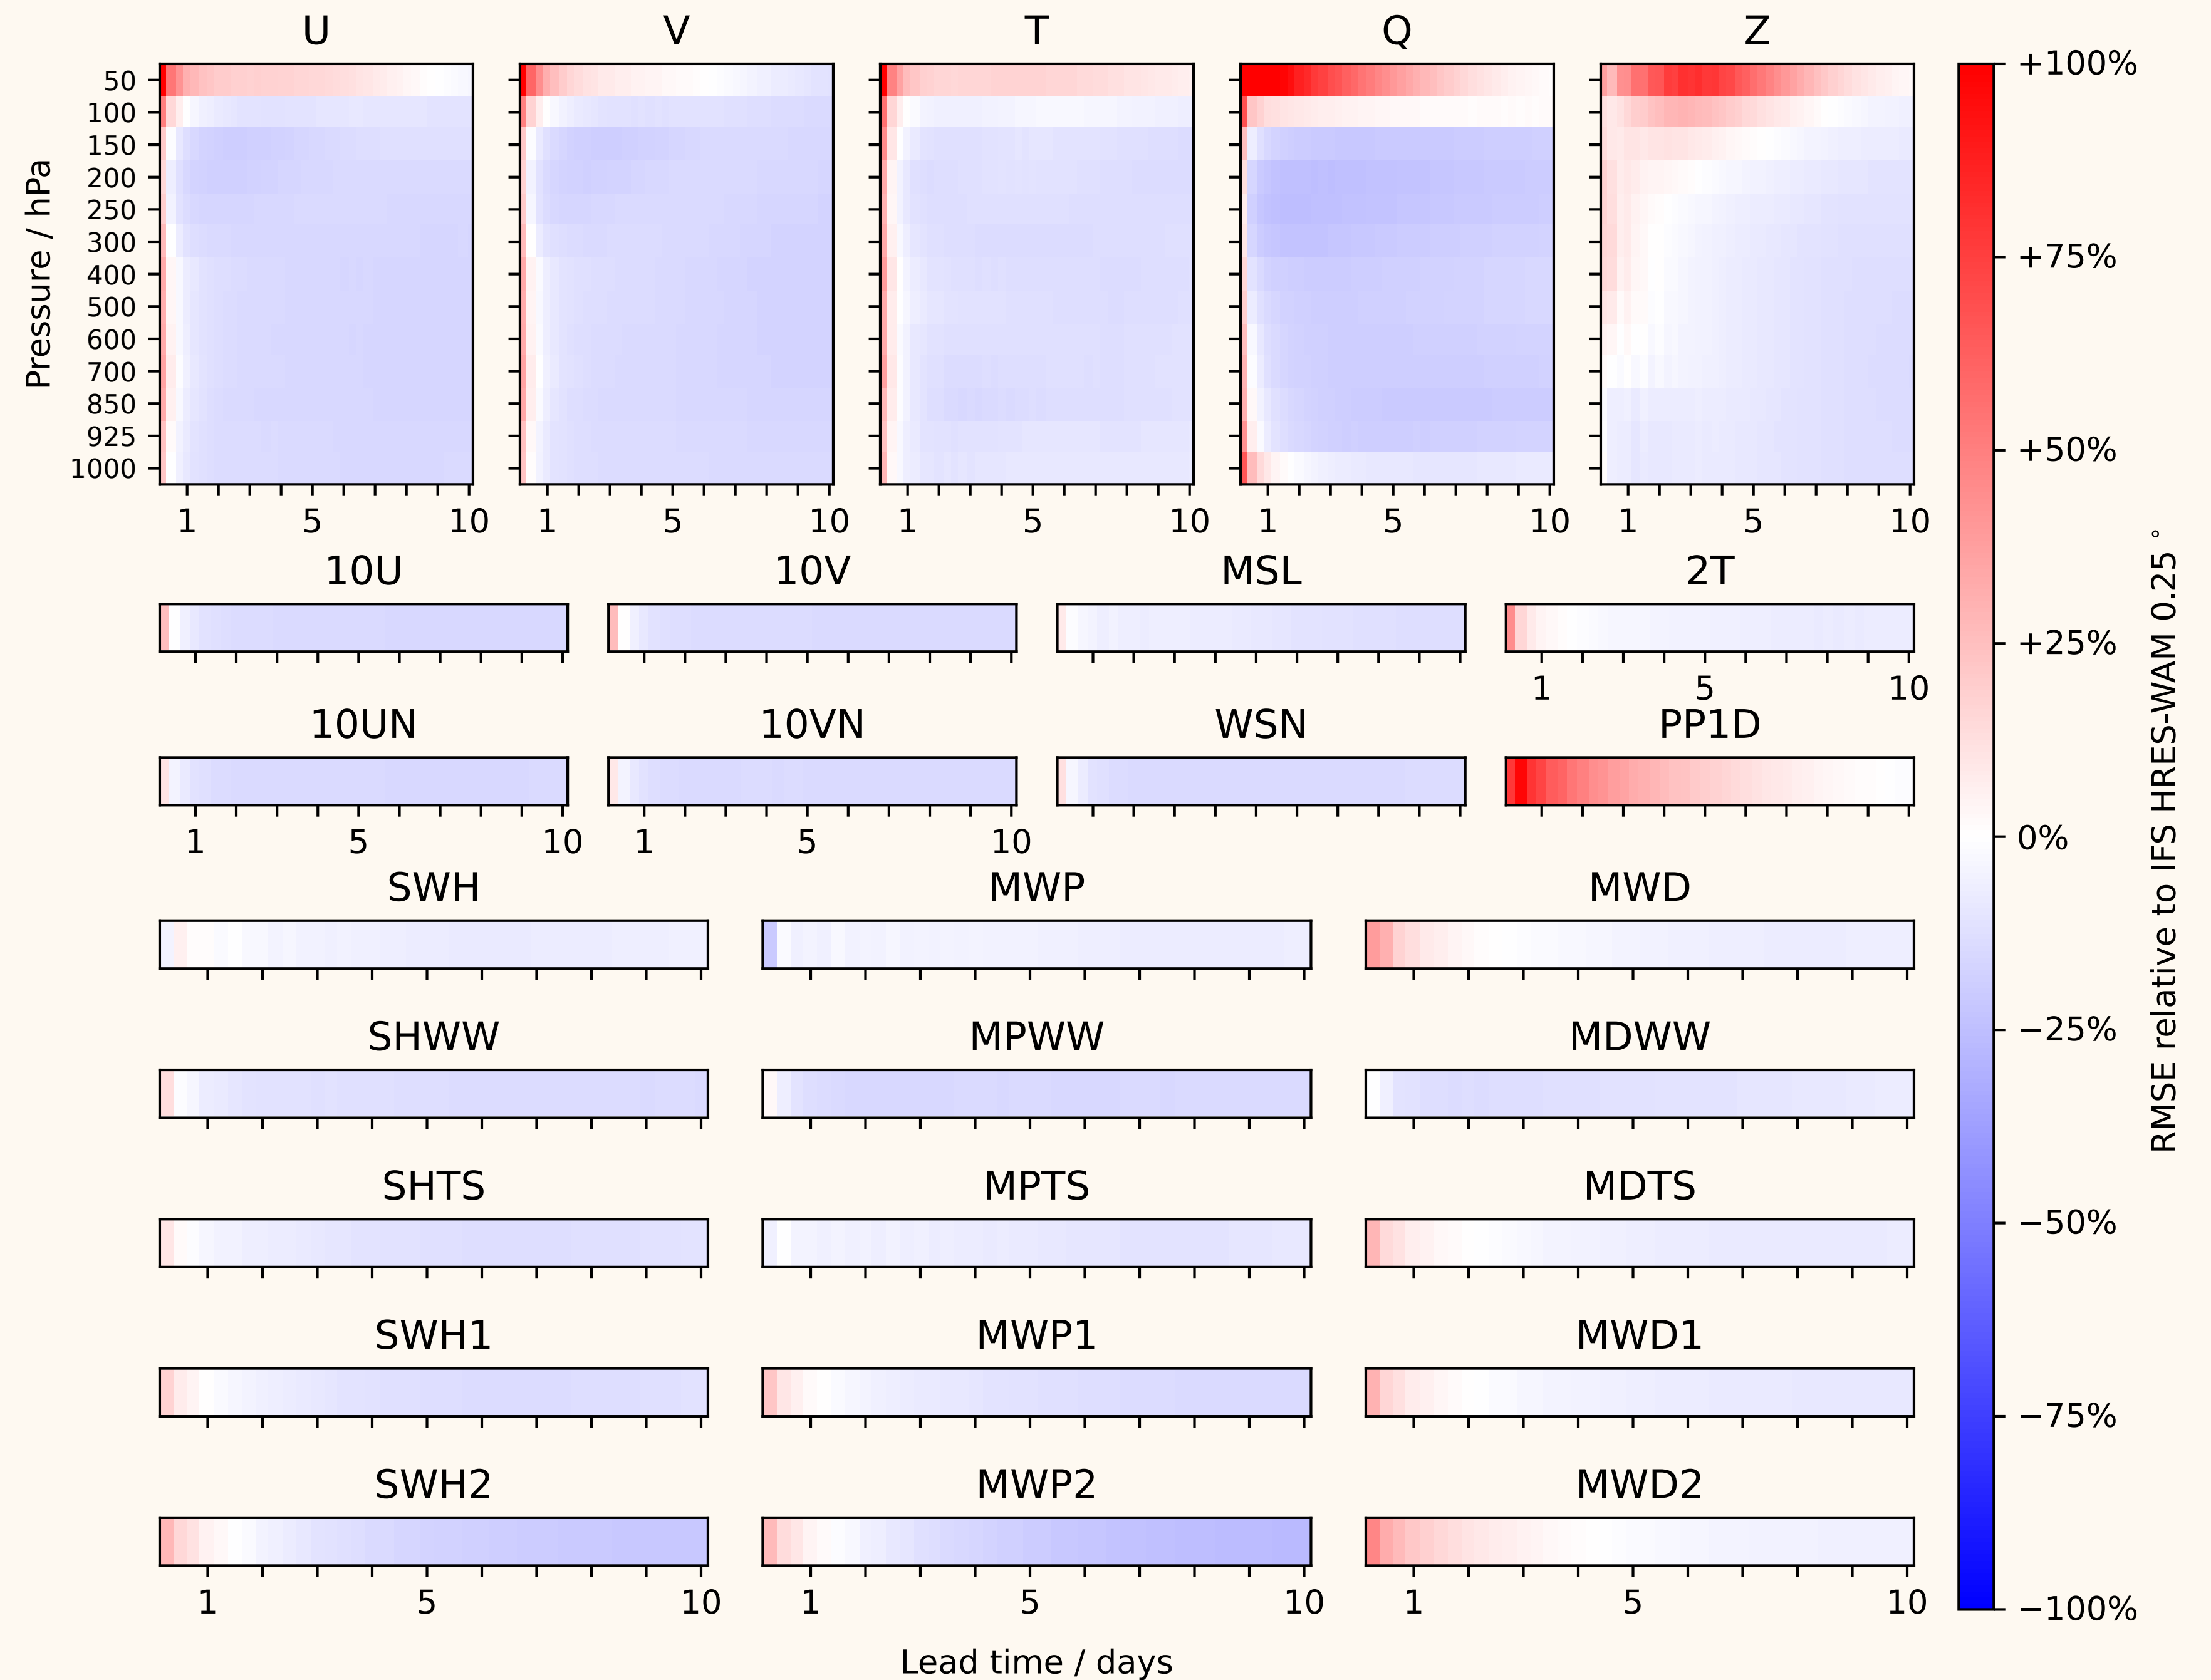 U V T Q Z
50
100
150
200
250
300
400
500
600
700
850
925
1000
Pressure / hPa
1 5 10 1 5 10 1 5 10 1 5 10 1 5 10
10U 10V MSL 2T
1 5 10
10UN 10VN WSN PP1D
1 5 10 1 5 10
SWH MWP MWD
SHWW MPWW MDWW
SHTS MPTS MDTS
SWH1 MWP1 MWD1
SWH2 MWP2 MWD2
1 5 10 1 5 10 1 5 10
Lead time / days
+100%
+75%
+50%
+25%
0%
−25%
−50%
−75%
−100%
RMSE relative to IFS HRES-WAM 0.25 °